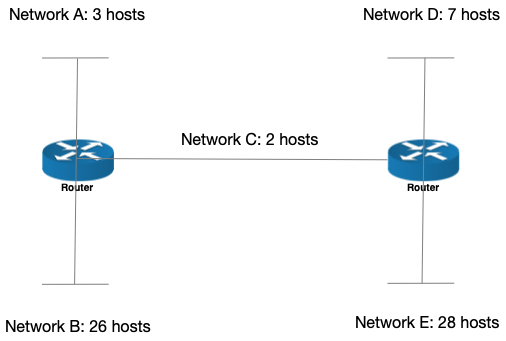 Network A: 3 hosts
Network D: 7 hosts
Network C: 2 hosts
Router
Router
Network B: 26 hosts
Network E: 28 hosts